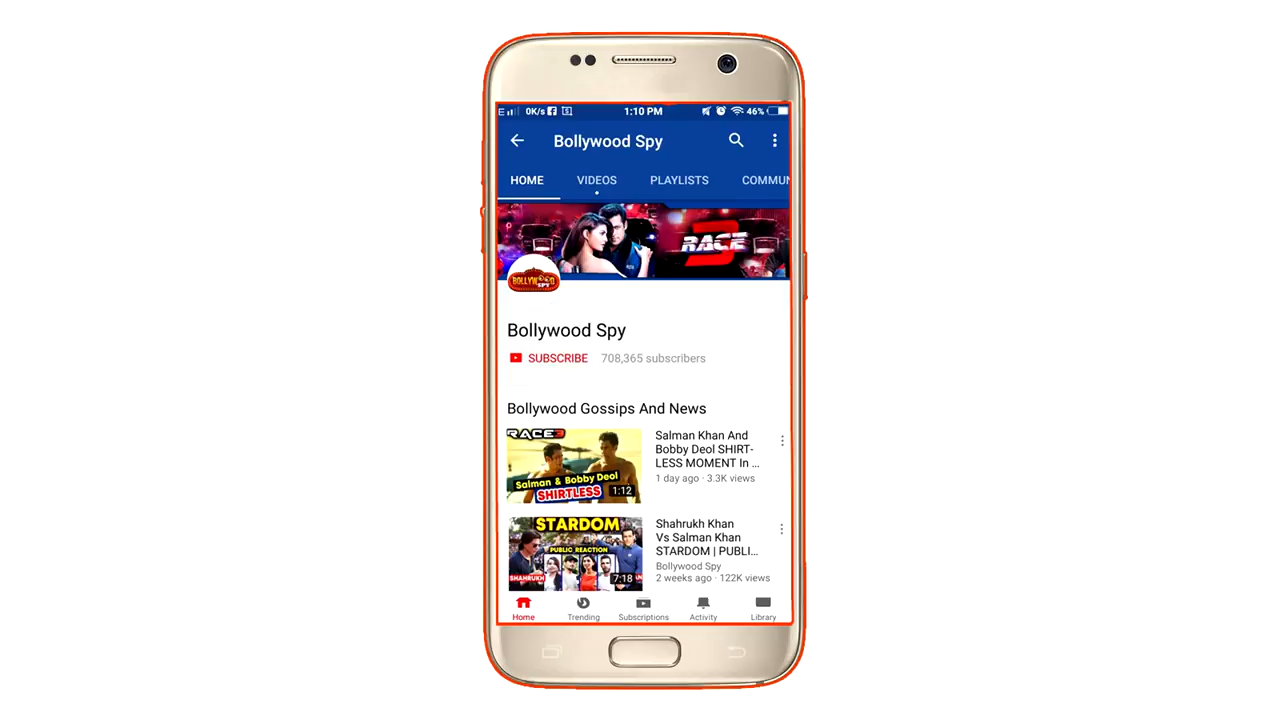 0K/s 1:10 PM 46%
Bollywood Spy
HOME VIDEOS PLAYLISTS COMMUN
RACE 3
BOLLYWOOD
SPY
Bollywood Spy
SUBSCRIBE 708,365 subscribers
Bollywood Gossips And News
RACE3
Salman & Bobby Deol
SHIRTLESS
1:12
Salman Khan And
Bobby Deol SHIRT-
LESS MOMENT In ...
1 day ago · 3.3K views
STARDOM
PUBLIC REACTION
SHAHRUKH
7:18
Shahrukh Khan
Vs Salman Khan
STARDOM | PUBLI...
Bollywood Spy
2 weeks ago · 122K views
Home Trending Subscriptions Activity Library